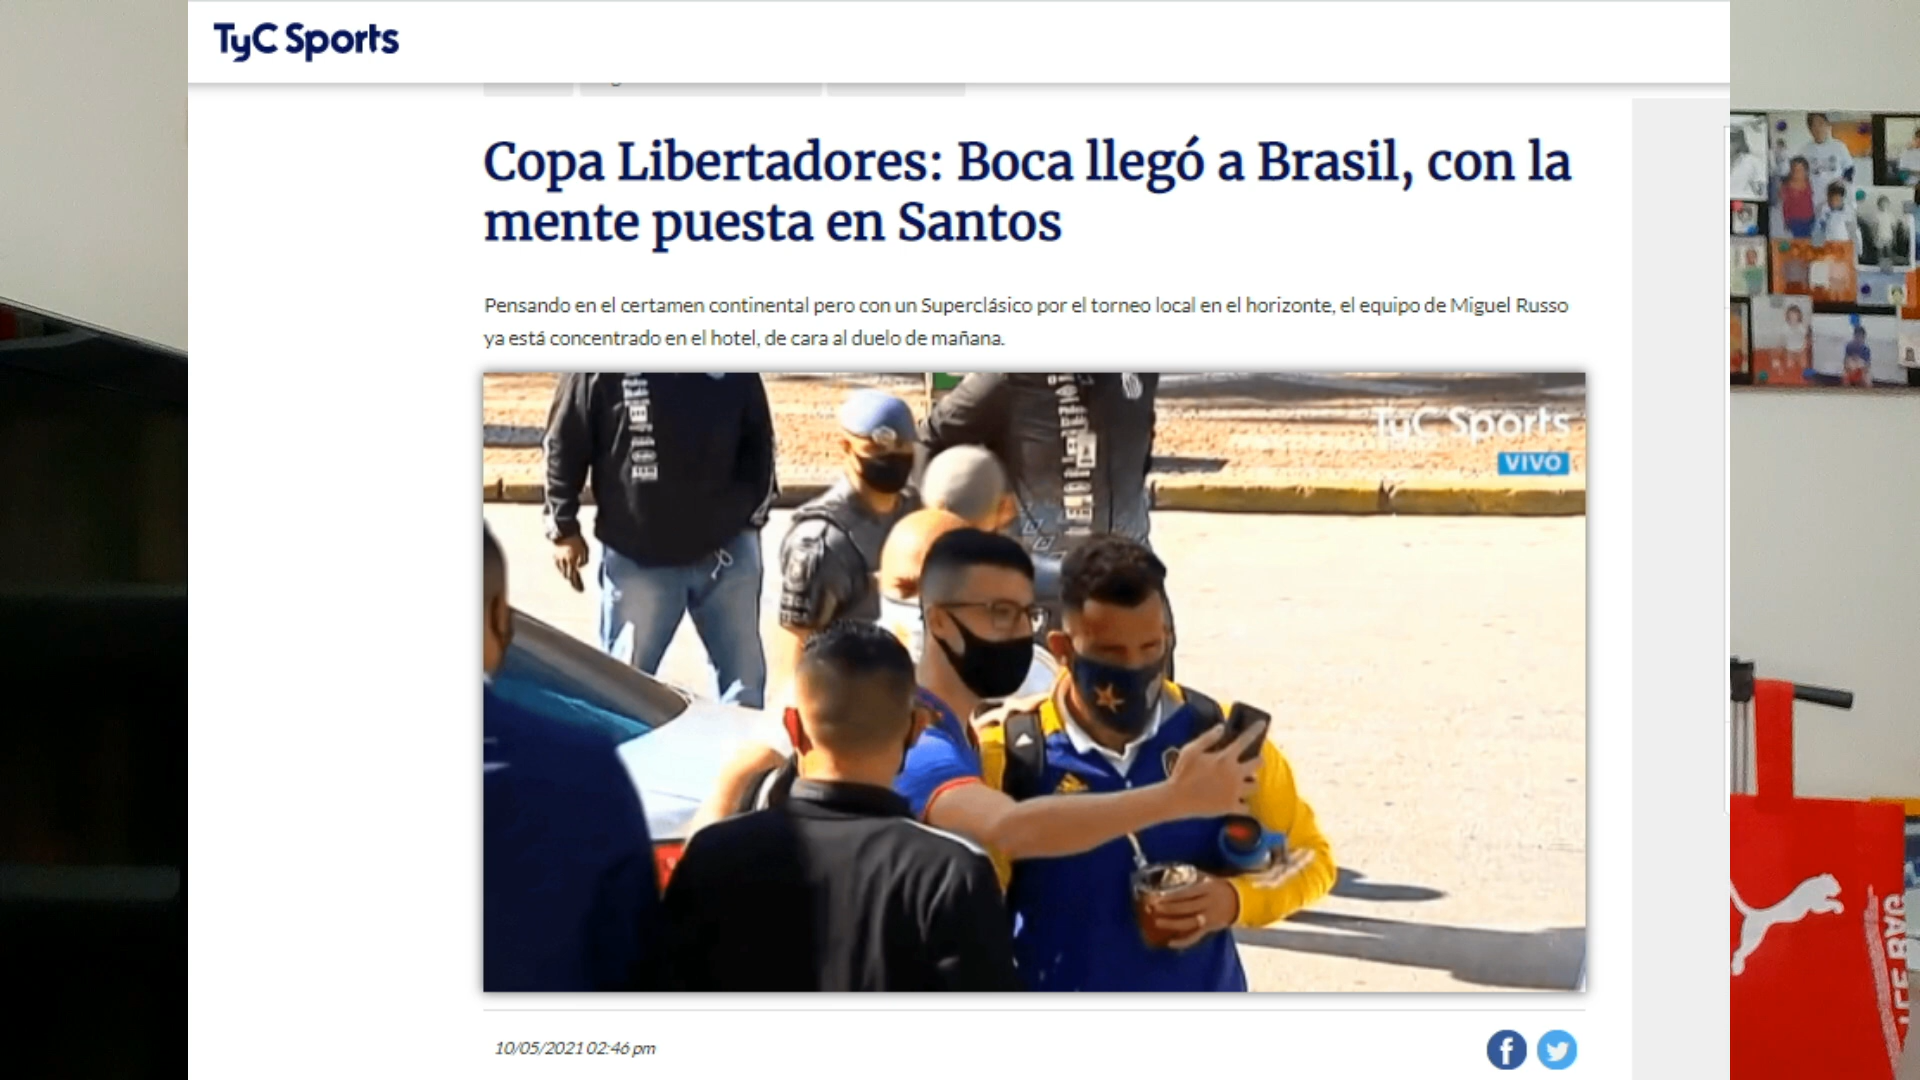 TyC Sports
Copa Libertadores: Boca llegó a Brasil, con la
mente puesta en Santos
Pensando en el certamen continental pero con un Superclásico por el torneo local en el horizonte, el equipo de Miguel Russo
ya está concentrado en el hotel, de cara al duelo de mañana.
TyC Sports
VIVO
10/05/2021 02:46 pm